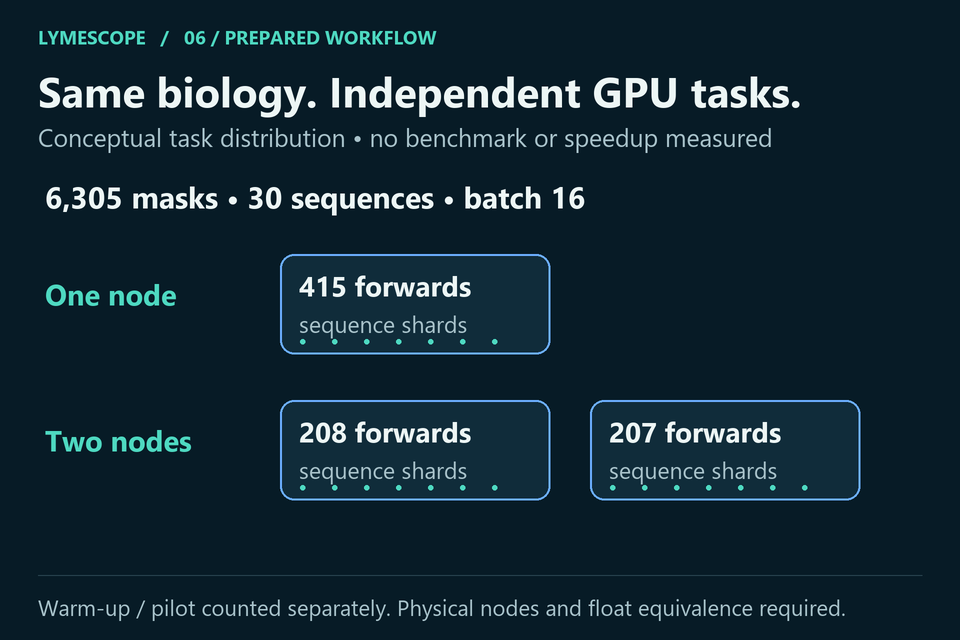 LYMESCOPE / 06 / PREPARED WORKFLOW
Same biology. Independent GPU tasks.
Conceptual task distribution • no benchmark or speedup measured
6,305 masks • 30 sequences • batch 16
One node
415 forwards
sequence shards
Two nodes
208 forwards
sequence shards
207 forwards
sequence shards
Warm-up / pilot counted separately. Physical nodes and float equivalence required.